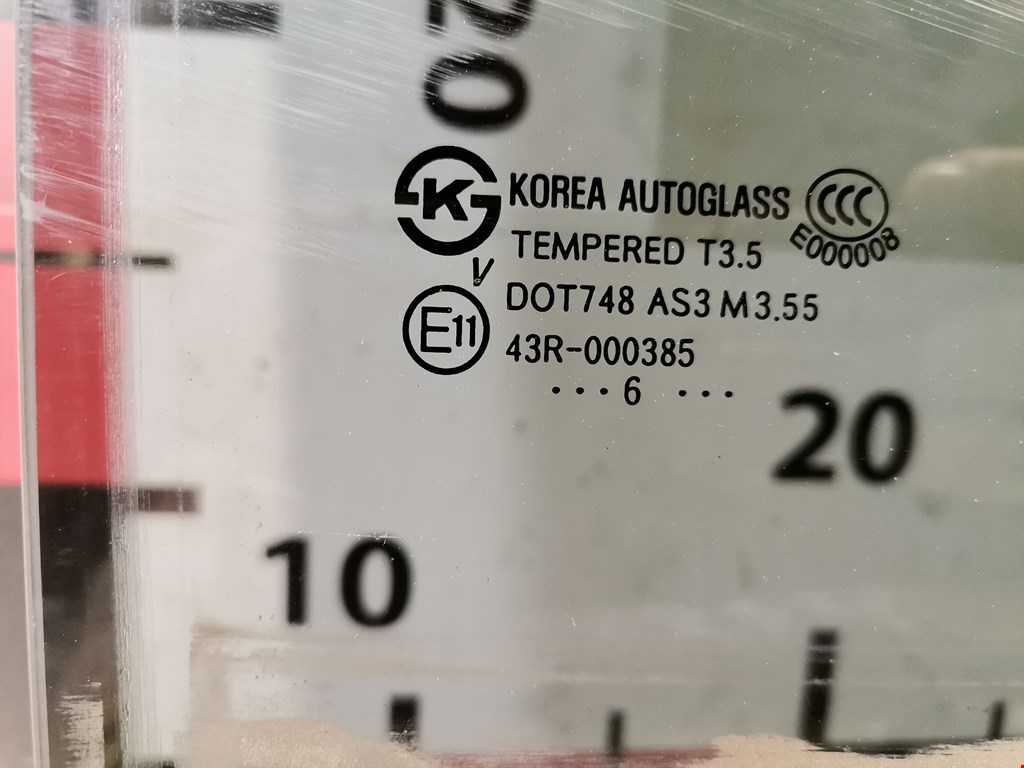 20
K KOREA AUTOGLASS CCC
E000008
TEMPERED T3.5
V
DOT748 AS3 M3.55
E11
43R-000385
...6 ...
20
10